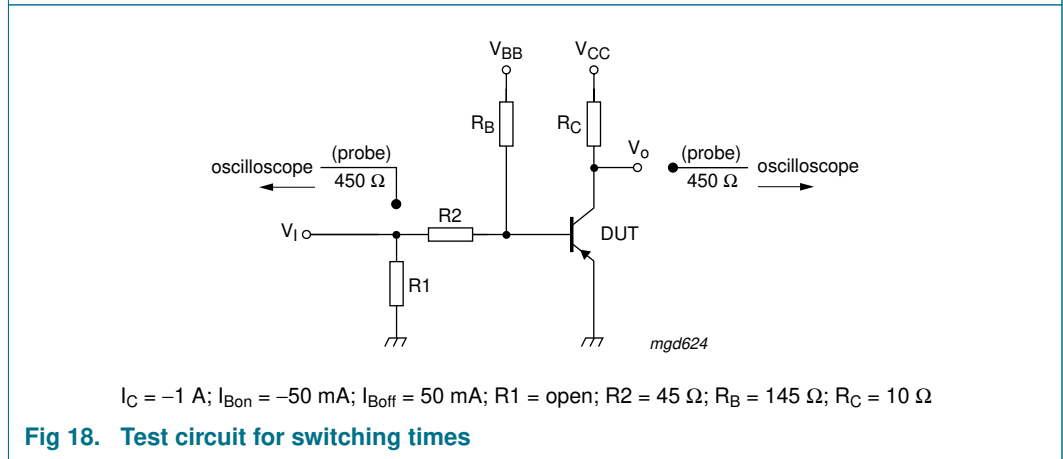 V_BB V_CC
R_B R_C
oscilloscope (probe) 450 Ω
V_o (probe) 450 Ω oscilloscope
R2
V_I
DUT
R1
mgd624
I_C = −1 A; I_Bon = −50 mA; I_Boff = 50 mA; R1 = open; R2 = 45 Ω; R_B = 145 Ω; R_C = 10 Ω
Fig 18. Test circuit for switching times